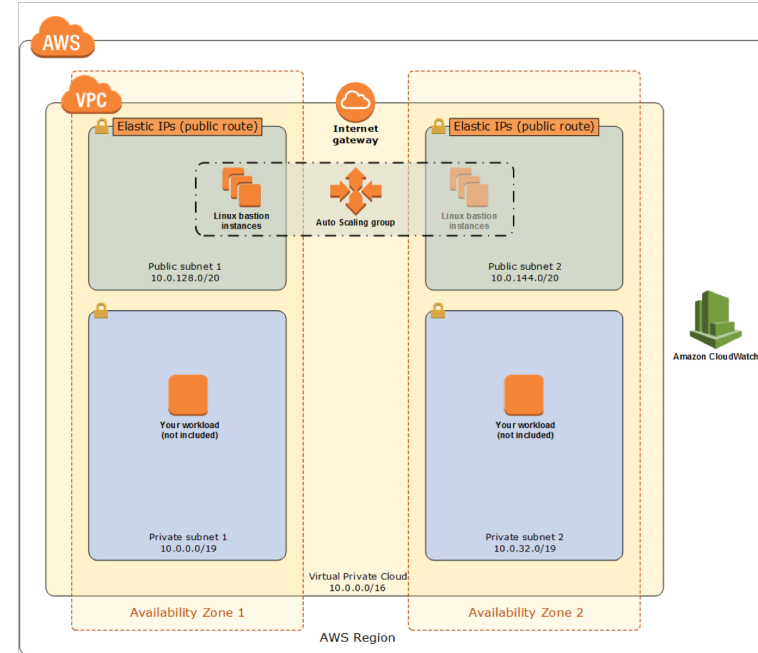 AWS
VPC
Elastic IPs (public route)
Internet
gateway
Elastic IPs (public route)
Linux bastion
instances
Auto Scaling group
Linux bastion
instances
Public subnet 1
10.0.128.0/20
Public subnet 2
10.0.144.0/20
Amazon CloudWatch
Your workload
(not included)
Your workload
(not included)
Private subnet 1
10.0.0.0/19
Private subnet 2
10.0.32.0/19
Virtual Private Cloud
10.0.0.0/16
Availability Zone 1
Availability Zone 2
AWS Region